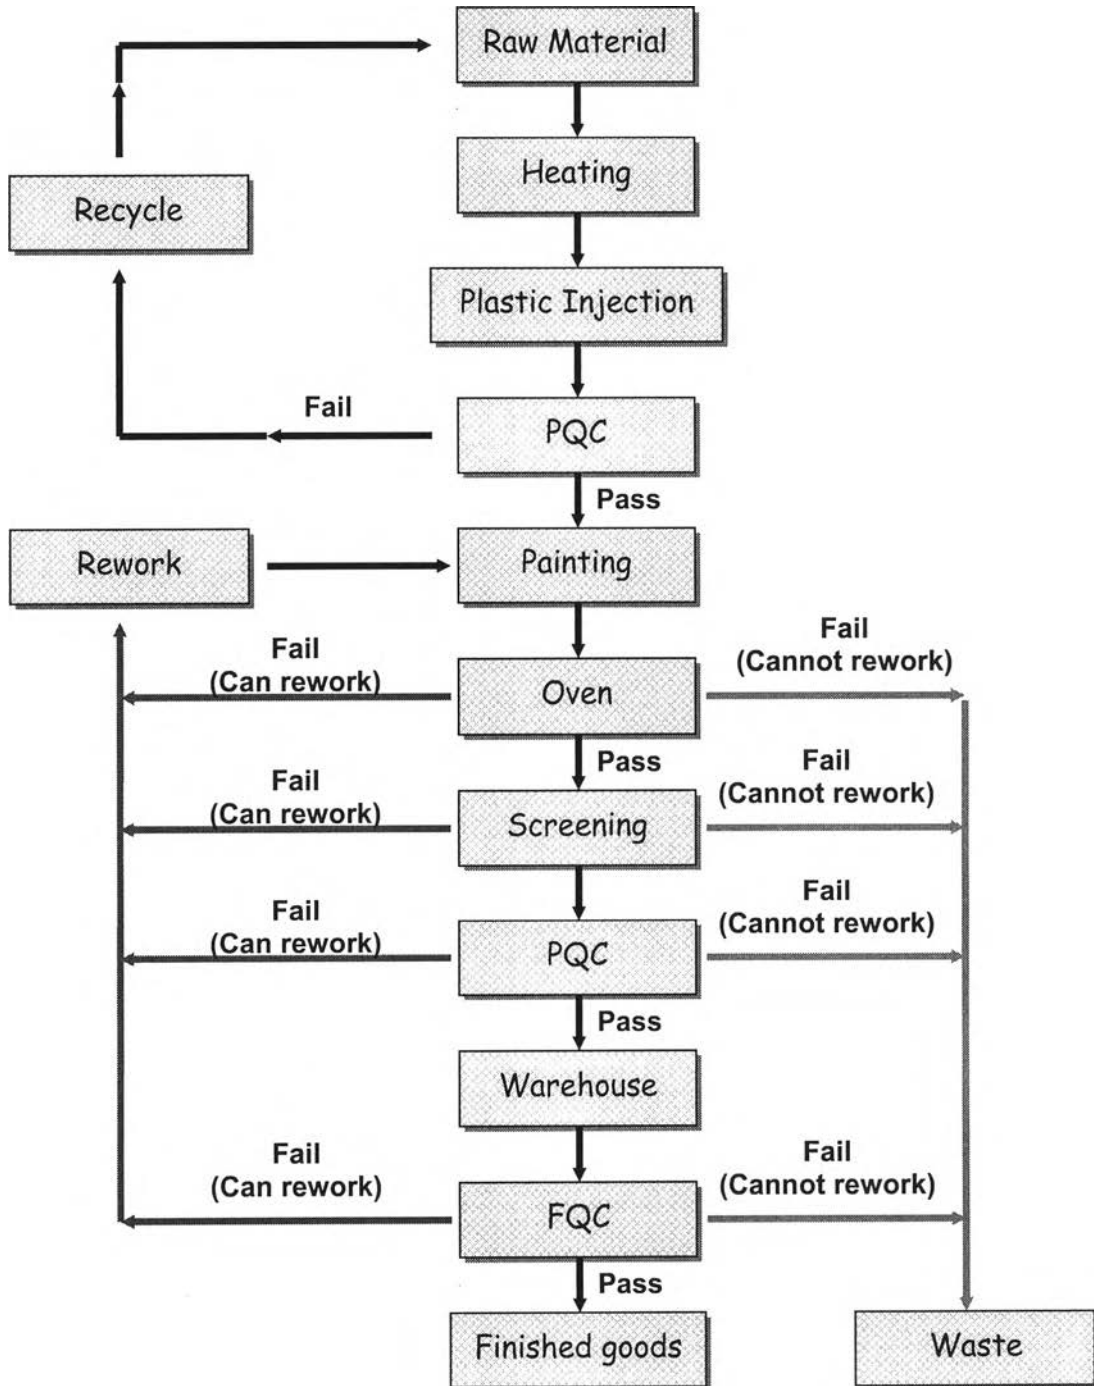 Raw Material
Heating
Recycle
Plastic Injection
Fail
PQC
Pass
Rework
Painting
Fail
(Can rework)
Oven
Fail
(Cannot rework)
Pass
Fail
(Can rework)
Screening
Fail
(Cannot rework)
Fail
(Can rework)
PQC
Fail
(Cannot rework)
Pass
Warehouse
Fail
(Can rework)
FQC
Fail
(Cannot rework)
Pass
Finished goods
Waste